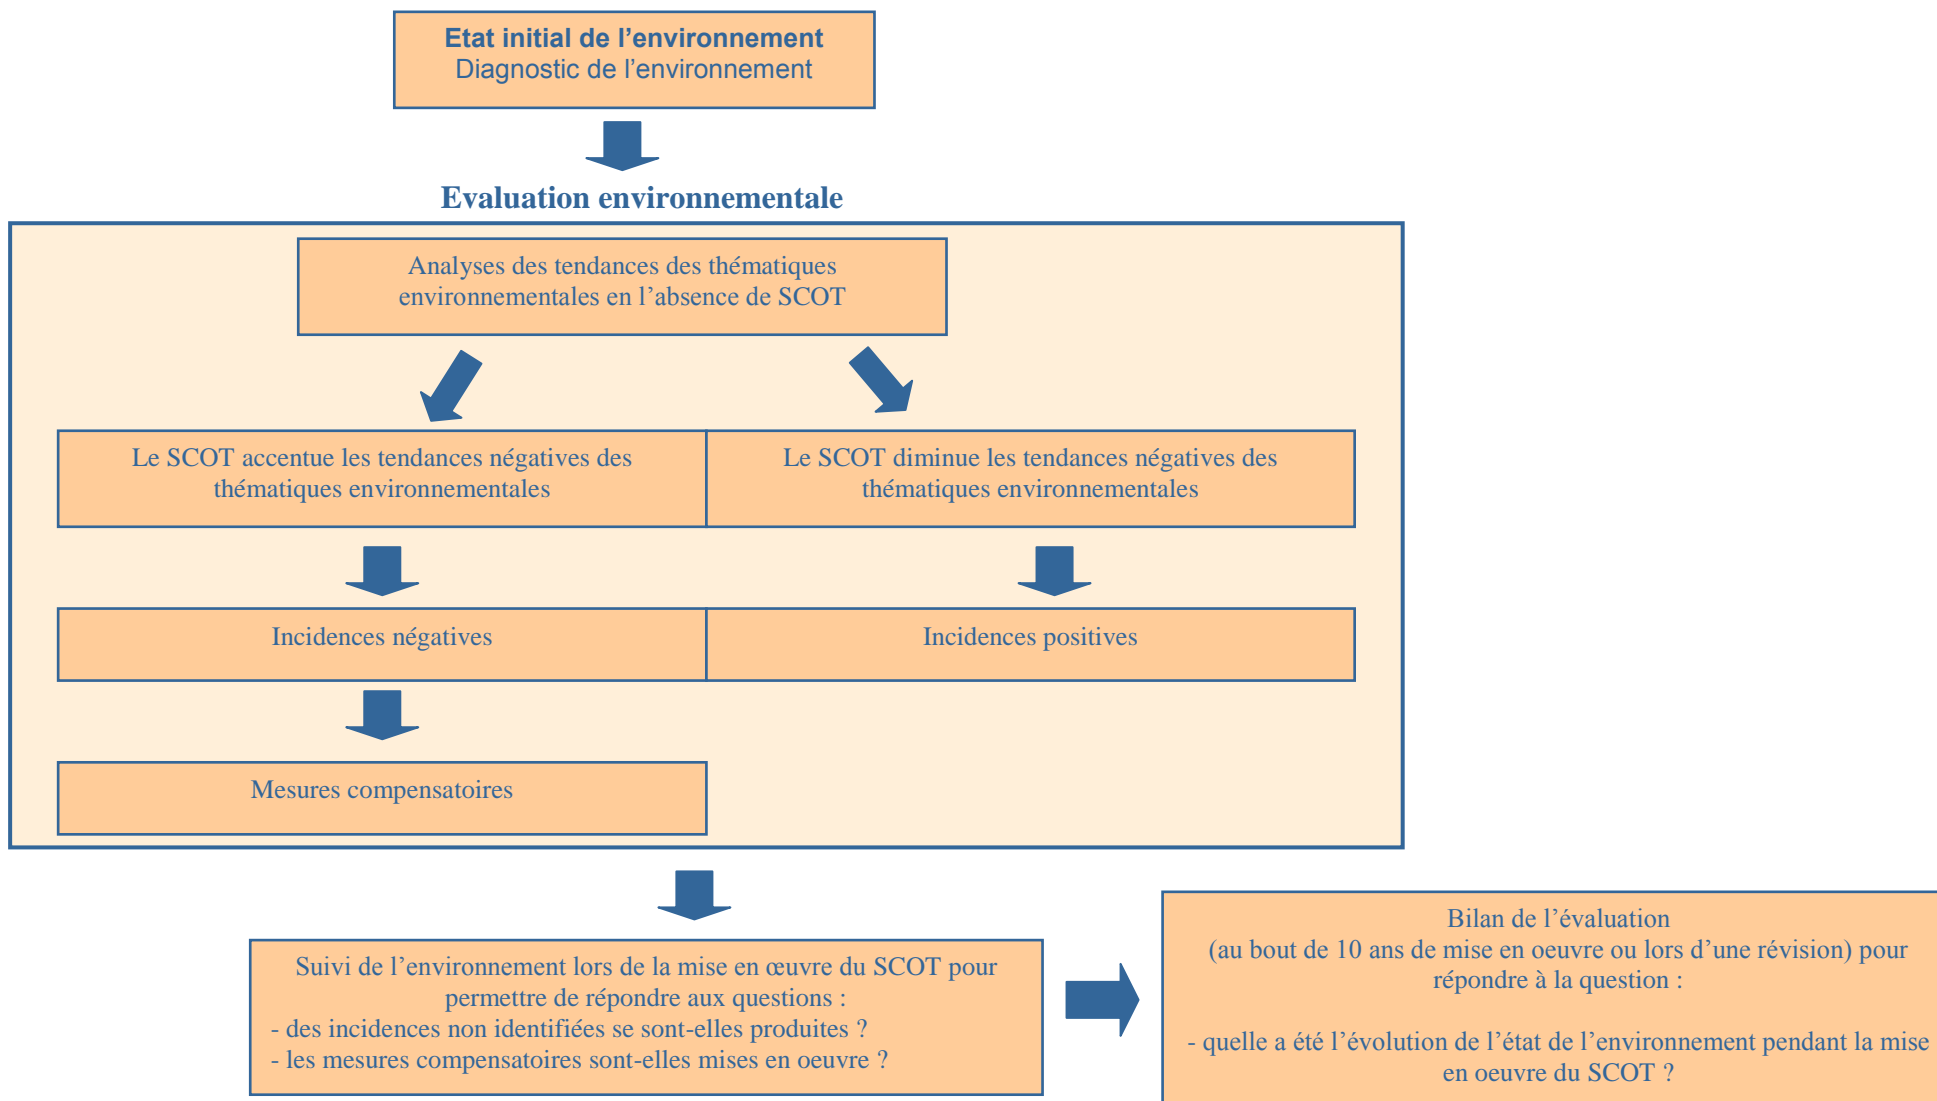 Etat initial de l’environnement
Diagnostic de l’environnement
Evaluation environnementale
Analyses des tendances des thématiques
environnementales en l’absence de SCOT
Le SCOT accentue les tendances négatives des
thématiques environnementales
Le SCOT diminue les tendances négatives des
thématiques environnementales
Incidences négatives
Incidences positives
Mesures compensatoires
Suivi de l’environnement lors de la mise en œuvre du SCOT pour
permettre de répondre aux questions :
- des incidences non identifiées se sont-elles produites ?
- les mesures compensatoires sont-elles mises en oeuvre ?
Bilan de l’évaluation
(au bout de 10 ans de mise en oeuvre ou lors d’une révision) pour
répondre à la question :
- quelle a été l’évolution de l’état de l’environnement pendant la mise
en oeuvre du SCOT ?